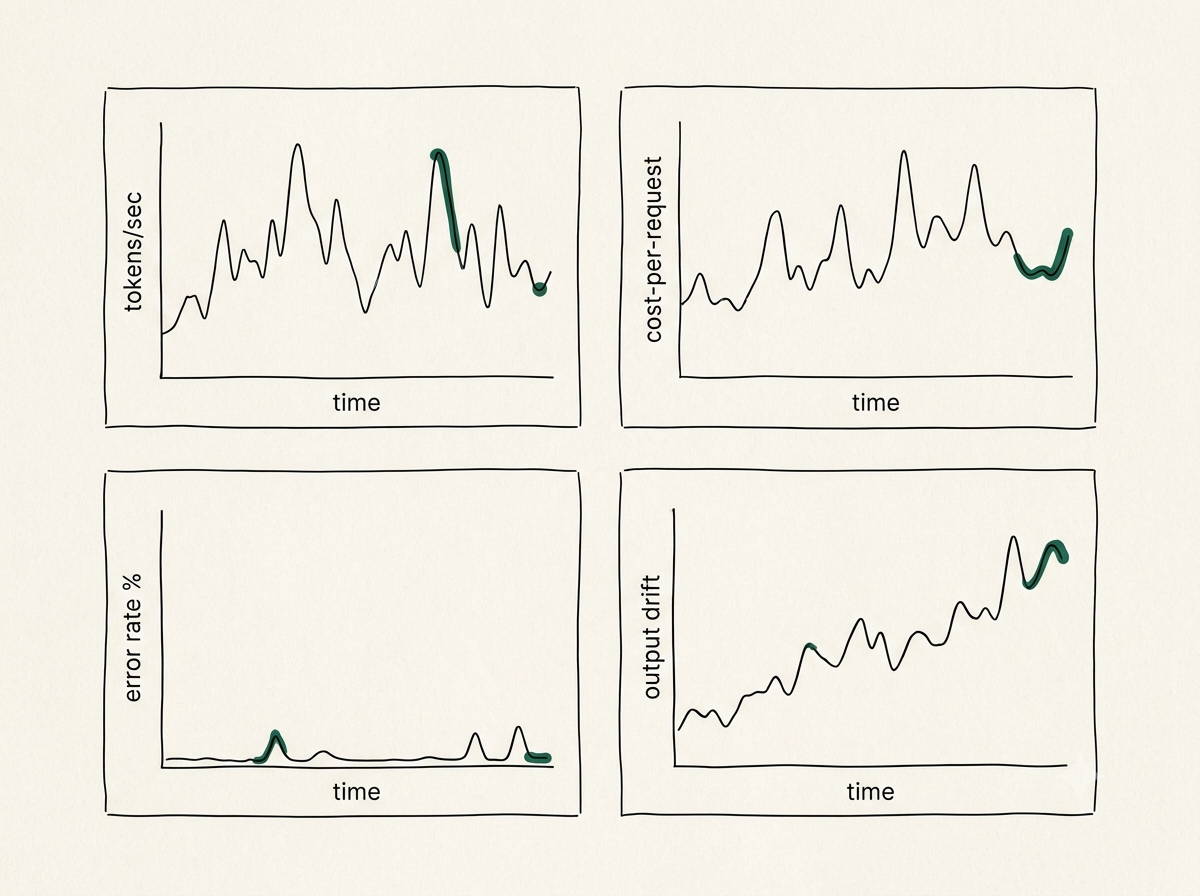 tokens/sec
time
cost-per-request
time
error rate %
time
output drift
time